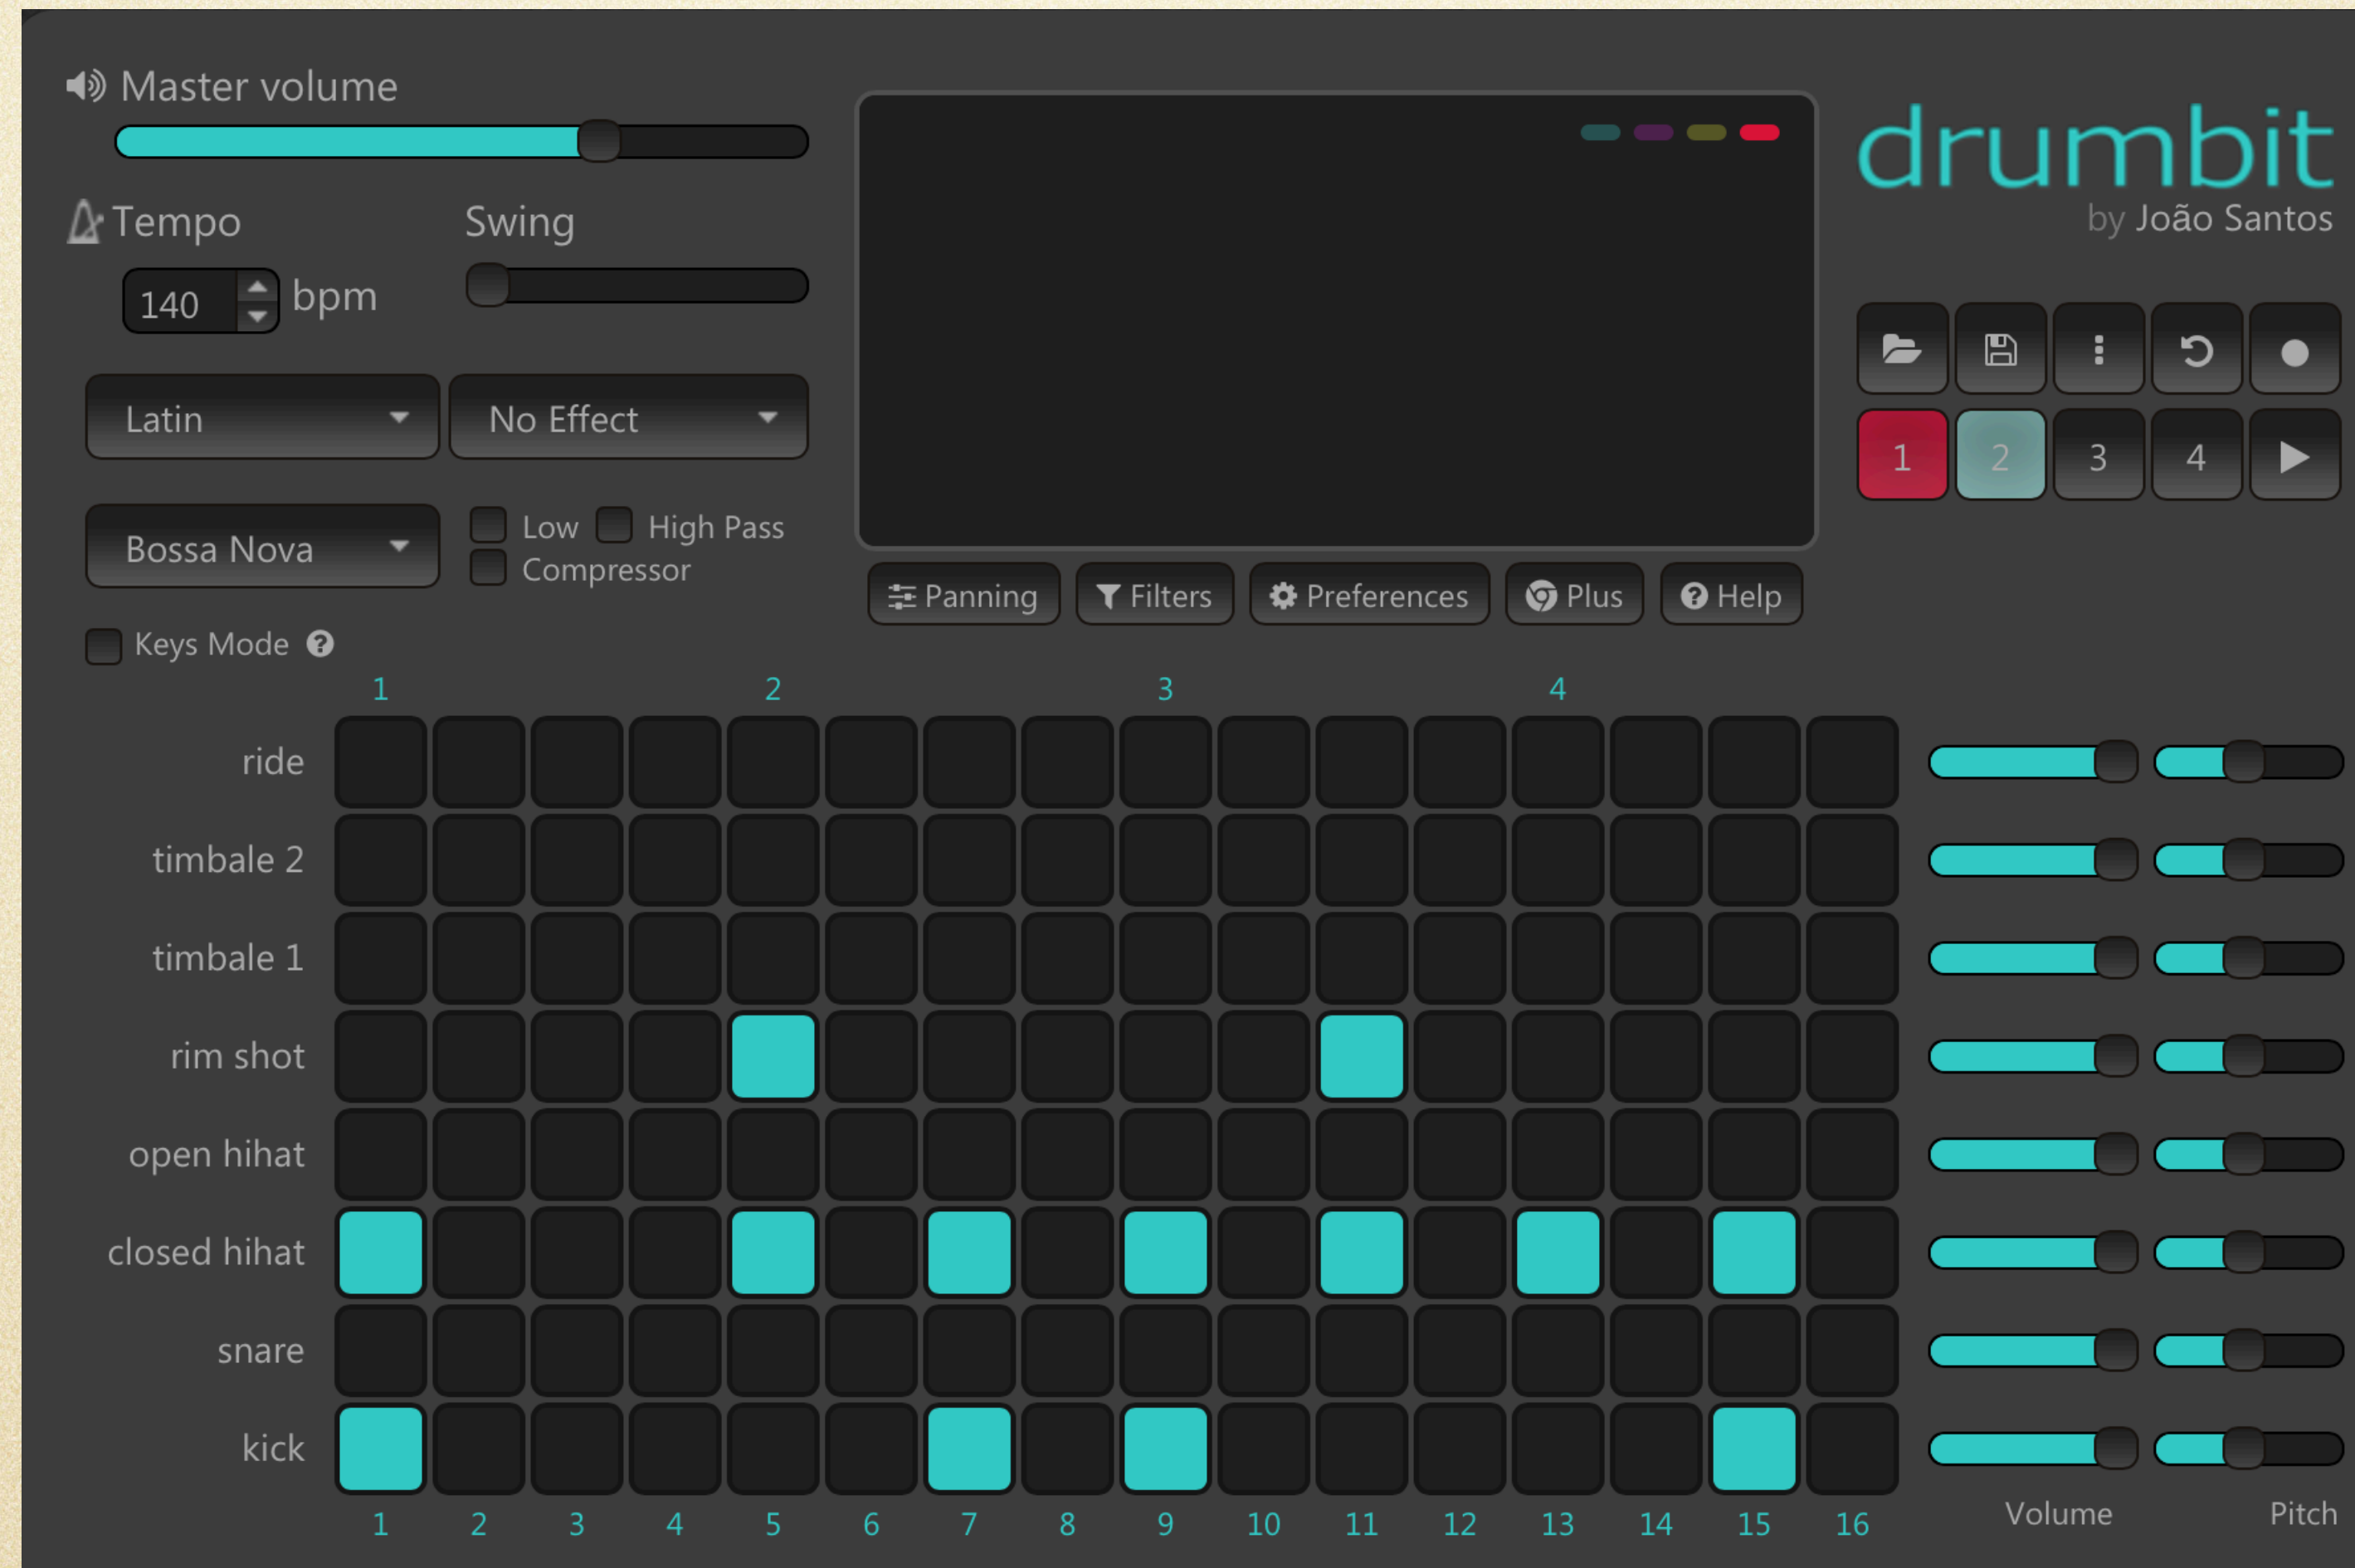 Master volume
drumbit
by João Santos
Tempo Swing
140 bpm
Latin No Effect
1 2 3 4
Bossa Nova
Low High Pass
Compressor
Panning Filters Preferences Plus Help
Keys Mode ?
1 2 3 4
ride
timbale 2
timbale 1
rim shot
open hihat
closed hihat
snare
kick
1 2 3 4 5 6 7 8 9 10 11 12 13 14 15 16
Volume Pitch